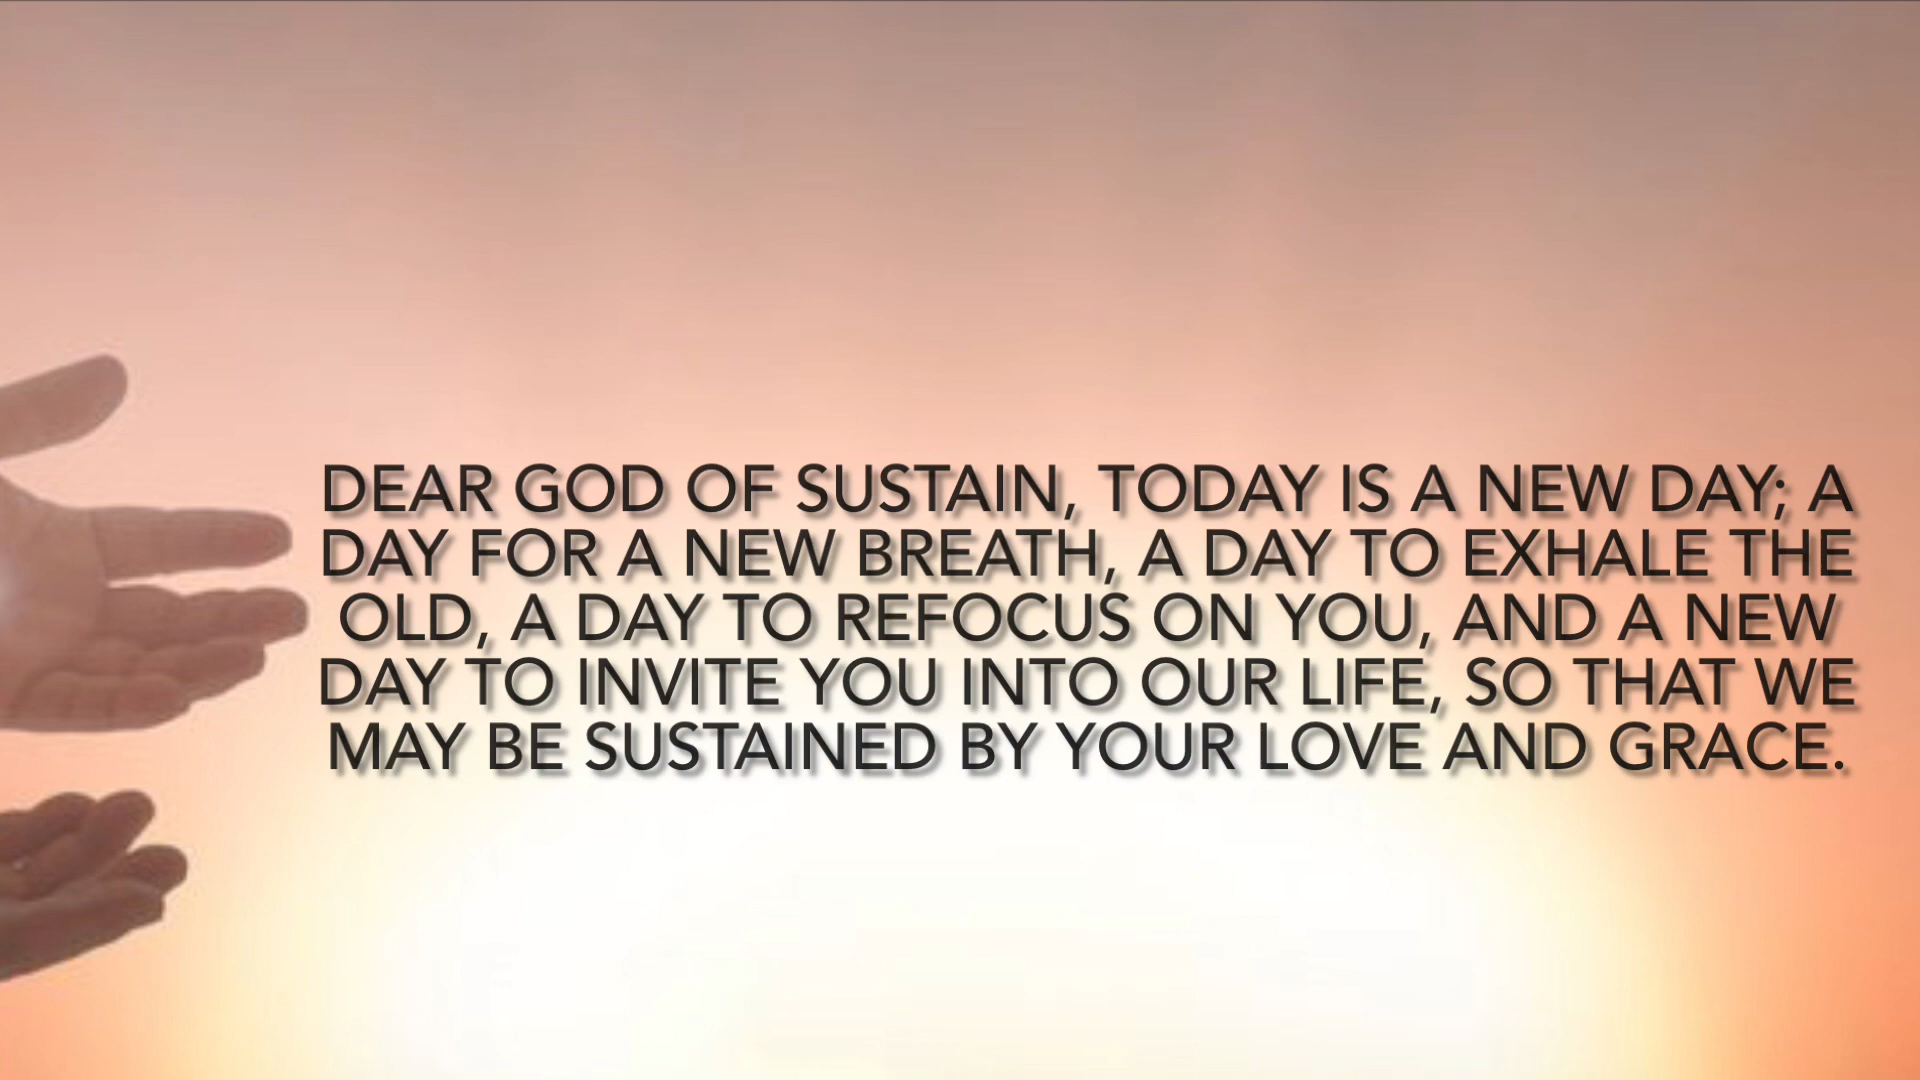 DEAR GOD OF SUSTAIN, TODAY IS A NEW DAY; A
DAY FOR A NEW BREATH, A DAY TO EXHALE THE
OLD, A DAY TO REFOCUS ON YOU, AND A NEW
DAY TO INVITE YOU INTO OUR LIFE, SO THAT WE
MAY BE SUSTAINED BY YOUR LOVE AND GRACE.